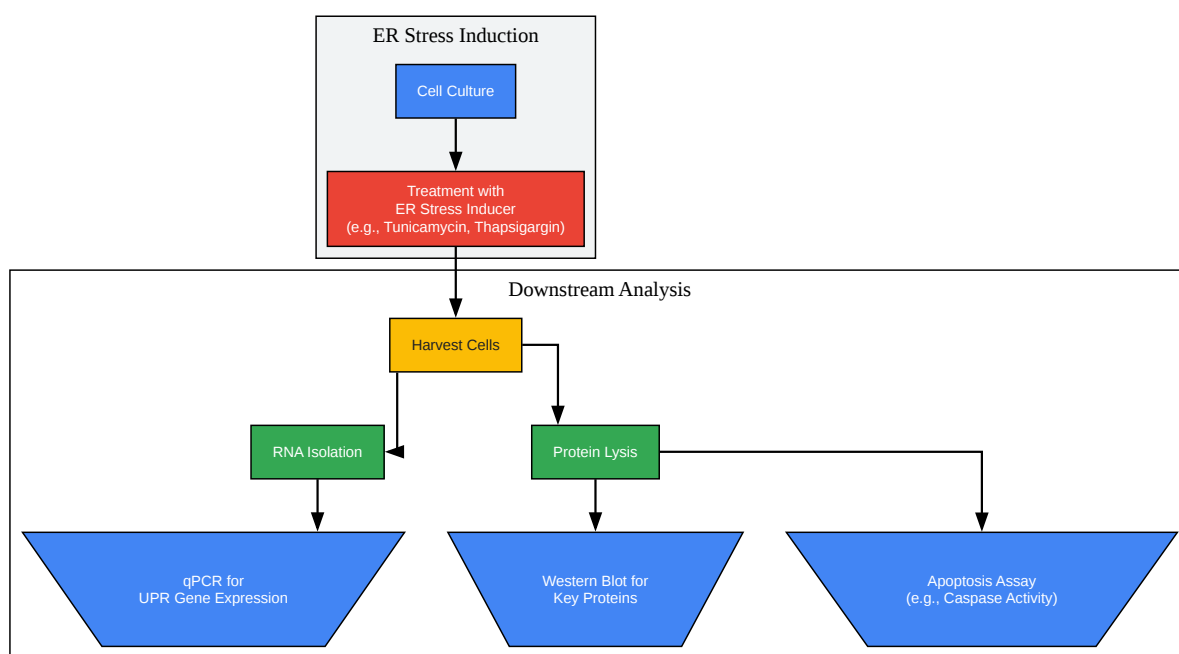 ER Stress Induction
Cell Culture
Treatment with
ER Stress Inducer
(e.g., Tunicamycin, Thapsigargin)
Downstream Analysis
Harvest Cells
RNA Isolation
Protein Lysis
qPCR for
UPR Gene Expression
Western Blot for
Key Proteins
Apoptosis Assay
(e.g., Caspase Activity)